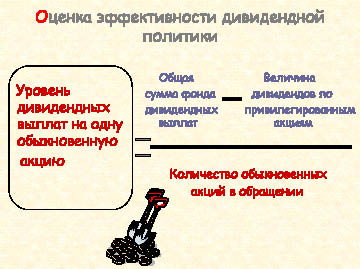 Оценка эффективности дивидендной
политики
Уровень
дивидендных
выплат на одну
обыкновенную
акцию
=
Общая
сумма фонда
дивидендных
выплат
–
Величина
дивидендов по
привилегированным
акциям
Количество обыкновенных
акций в обращении